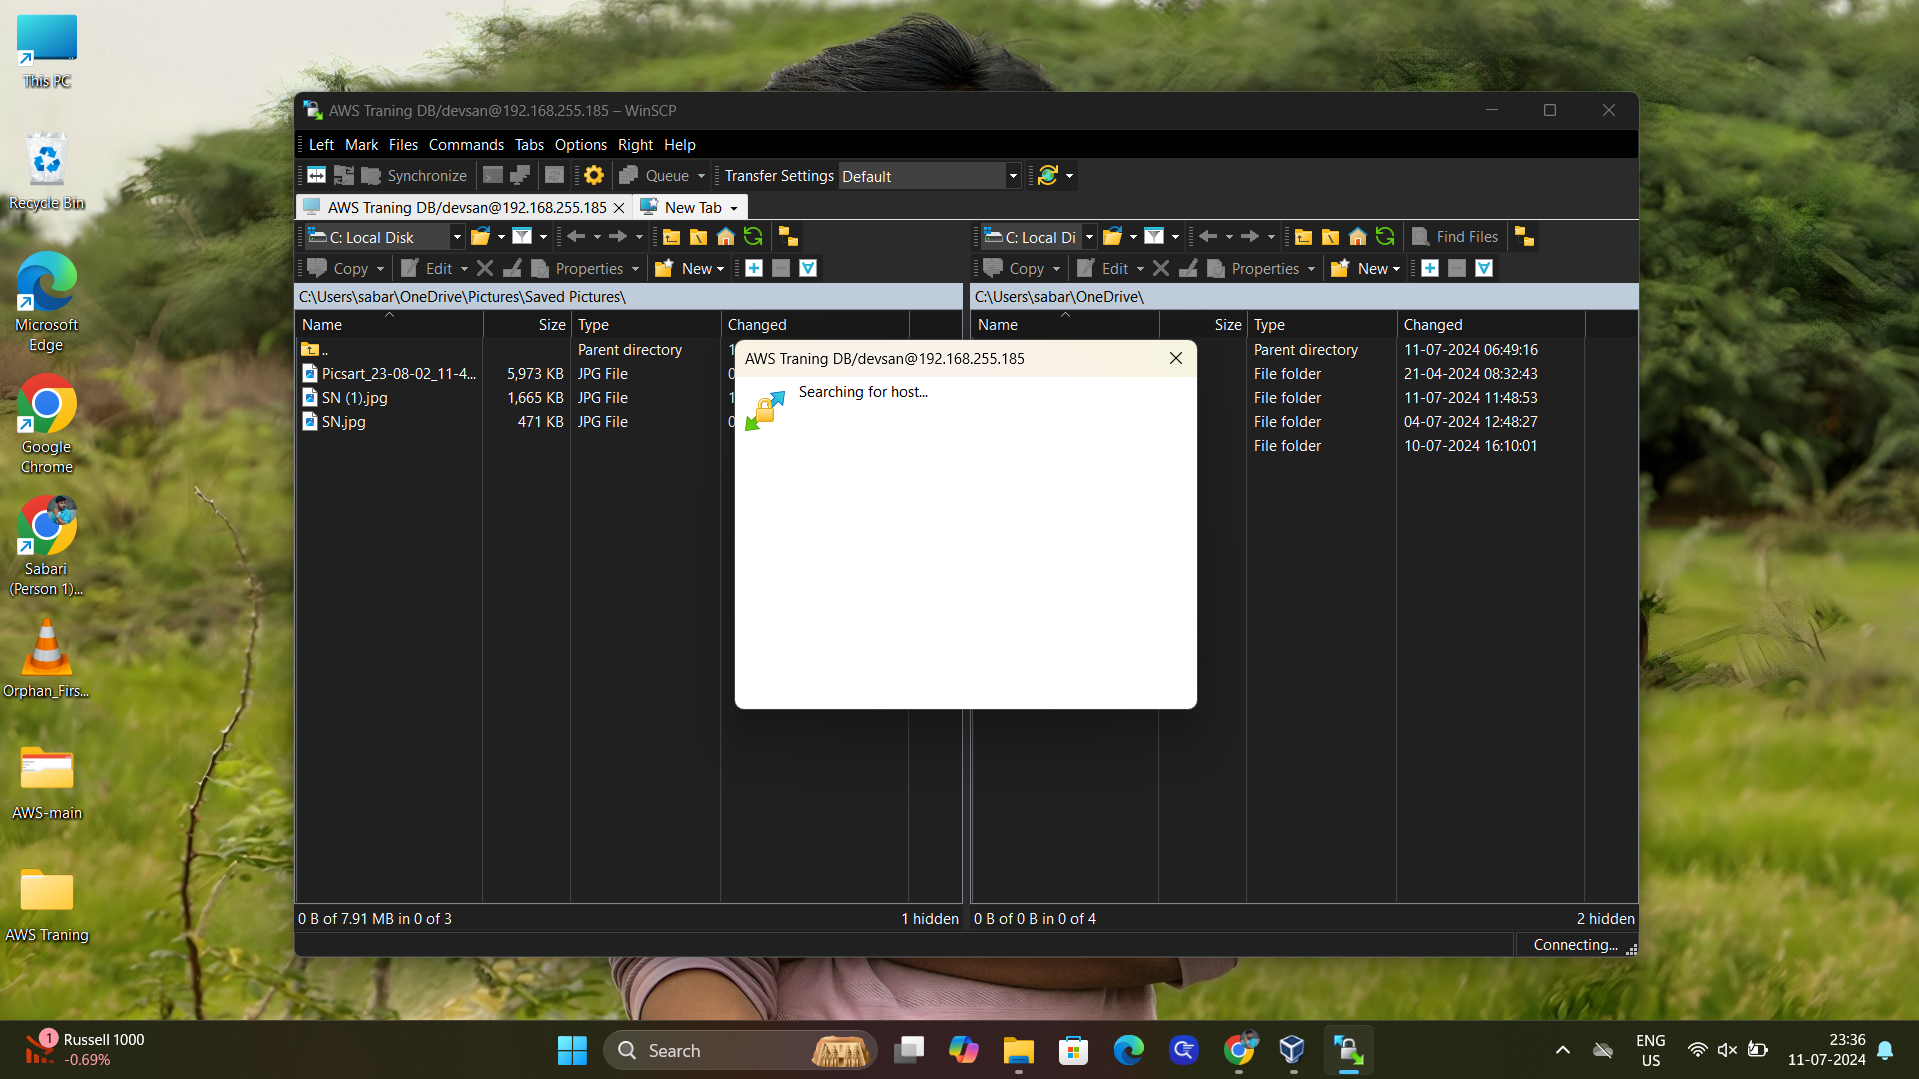 This PC
Recycle Bin
Microsoft
Edge
Google
Chrome
Sabari
(Person 1)...
Orphan_Firs...
AWS-main
AWS Traning
AWS Traning DB/devsan@192.168.255.185 – WinSCP
Left Mark Files Commands Tabs Options Right Help
Synchronize Queue Transfer Settings Default
AWS Traning DB/devsan@192.168.255.185 New Tab
C: Local Disk
Copy Edit Properties New
C:\Users\sabar\OneDrive\Pictures\Saved Pictures\
Name Size Type Changed
.. Parent directory 1
Picsart_23-08-02_11-4... 5,973 KB JPG File 0
SN (1).jpg 1,665 KB JPG File 1
SN.jpg 471 KB JPG File 0
0 B of 7.91 MB in 0 of 3 1 hidden
C: Local Di Find Files
Copy Edit Properties New
C:\Users\sabar\OneDrive\
Name Size Type Changed
Parent directory 11-07-2024 06:49:16
File folder 21-04-2024 08:32:43
File folder 11-07-2024 11:48:53
File folder 04-07-2024 12:48:27
File folder 10-07-2024 16:10:01
0 B of 0 B in 0 of 4 2 hidden
Connecting...
AWS Traning DB/devsan@192.168.255.185
Searching for host...
1
Russell 1000
-0.69%
Search
ENG
US
23:36
11-07-2024